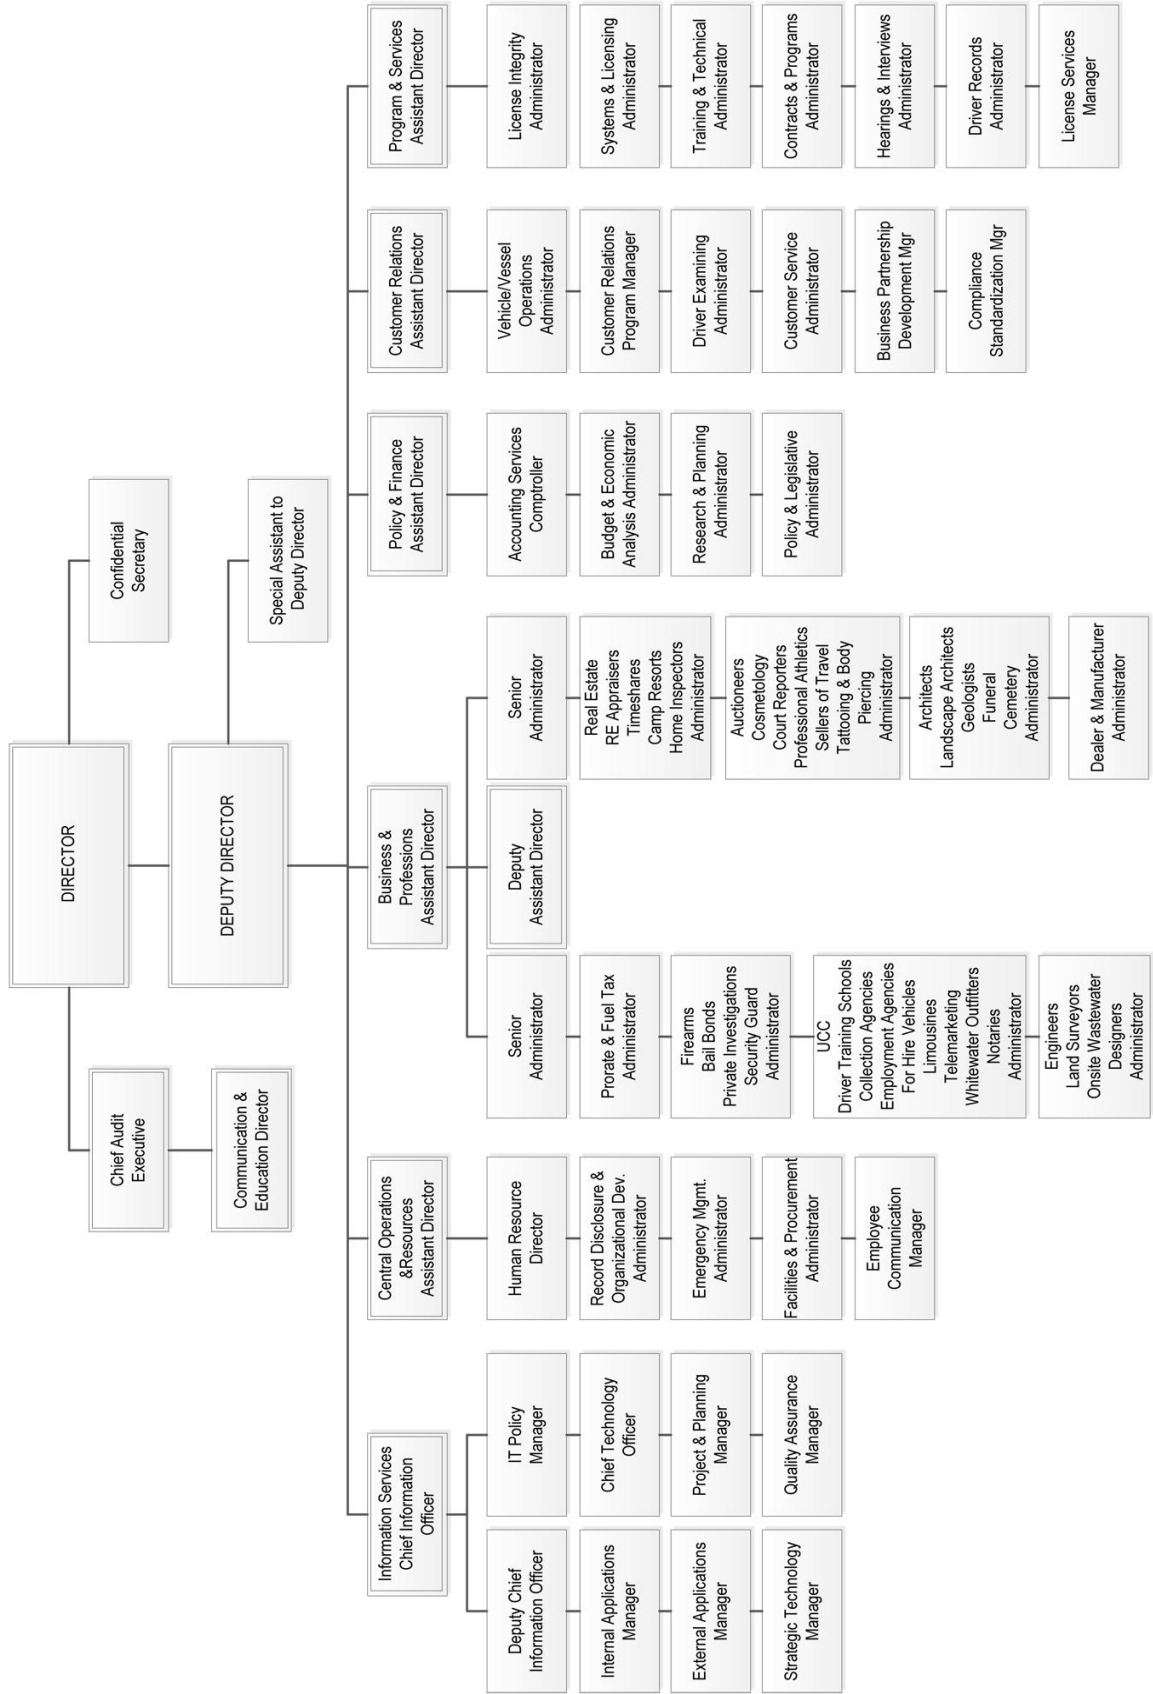 DIRECTOR
Confidential
Secretary
Chief Audit
Executive
Communication &
Education Director
DEPUTY DIRECTOR
Special Assistant to
Deputy Director
Information Services
Chief Information
Officer
Deputy Chief
Information Officer
Internal Applications
Manager
External Applications
Manager
Strategic Technology
Manager
IT Policy
Manager
Chief Technology
Officer
Project & Planning
Manager
Quality Assurance
Manager
Central Operations
&Resources
Assistant Director
Human Resource
Director
Record Disclosure &
Organizational Dev.
Administrator
Emergency Mgmt.
Administrator
Facilities & Procurement
Administrator
Employee
Communication
Manager
Business &
Professions
Assistant Director
Senior
Administrator
Prorate & Fuel Tax
Administrator
Firearms
Bail Bonds
Private Investigations
Security Guard
Administrator
UCC
Driver Training Schools
Collection Agencies
Employment Agencies
For Hire Vehicles
Limousines
Telemarketing
Whitewater Outfitters
Notaries
Administrator
Engineers
Land Surveyors
Onsite Wastewater
Designers
Administrator
Deputy
Assistant Director
Senior
Administrator
Real Estate
RE Appraisers
Timeshares
Camp Resorts
Home Inspectors
Administrator
Auctioneers
Cosmetology
Court Reporters
Professional Athletics
Sellers of Travel
Tattooing & Body
Piercing
Administrator
Architects
Landscape Architects
Geologists
Funeral
Cemetery
Administrator
Dealer & Manufacturer
Administrator
Policy & Finance
Assistant Director
Accounting Services
Comptroller
Budget & Economic
Analysis Administrator
Research & Planning
Administrator
Policy & Legislative
Administrator
Customer Relations
Assistant Director
Vehicle/Vessel
Operations
Administrator
Customer Relations
Program Manager
Driver Examining
Administrator
Customer Service
Administrator
Business Partnership
Development Mgr
Compliance
Standardization Mgr
Program & Services
Assistant Director
License Integrity
Administrator
Systems & Licensing
Administrator
Training & Technical
Administrator
Contracts & Programs
Administrator
Hearings & Interviews
Administrator
Driver Records
Administrator
License Services
Manager